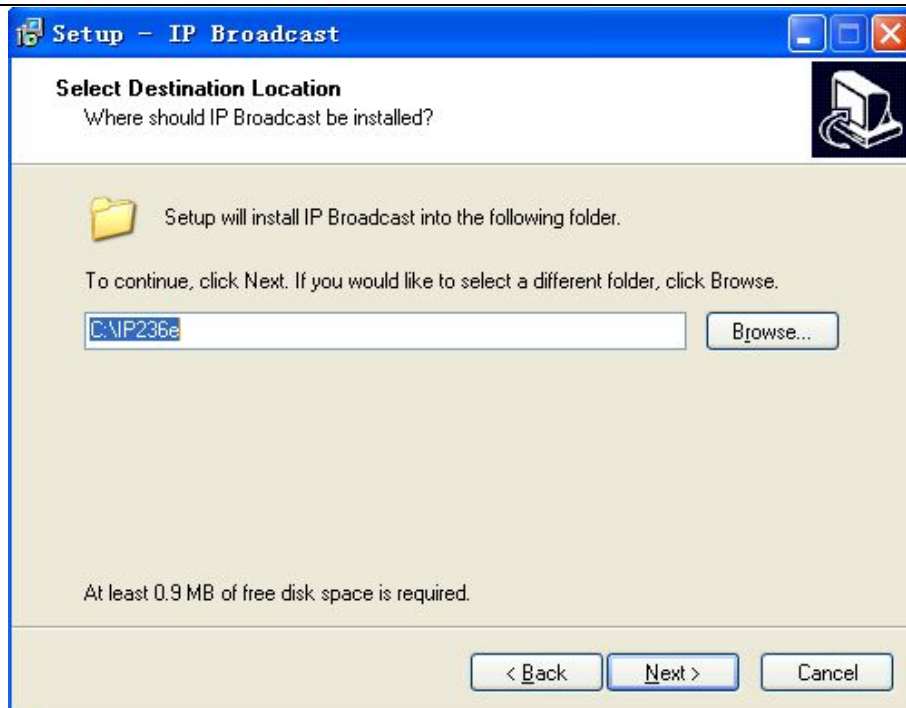 Setup - IP Broadcast
Select Destination Location
Where should IP Broadcast be installed?
Setup will install IP Broadcast into the following folder.
To continue, click Next. If you would like to select a different folder, click Browse.
C:\IP236e
Browse...
At least 0.9 MB of free disk space is required.
< Back
Next >
Cancel